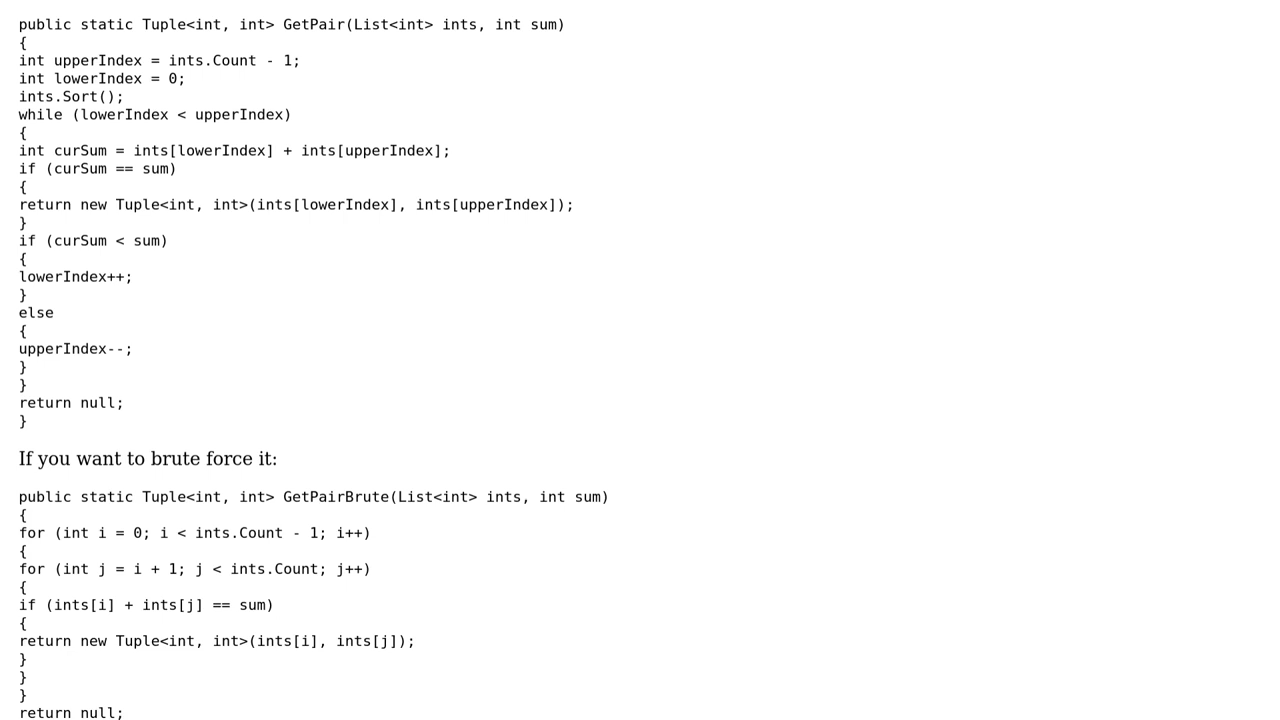 public static Tuple<int, int> GetPair(List<int> ints, int sum)
{
int upperIndex = ints.Count - 1;
int lowerIndex = 0;
ints.Sort();
while (lowerIndex < upperIndex)
{
int curSum = ints[lowerIndex] + ints[upperIndex];
if (curSum == sum)
{
return new Tuple<int, int>(ints[lowerIndex], ints[upperIndex]);
}
if (curSum < sum)
{
lowerIndex++;
}
else
{
upperIndex--;
}
}
return null;
}
If you want to brute force it:
public static Tuple<int, int> GetPairBrute(List<int> ints, int sum)
{
for (int i = 0; i < ints.Count - 1; i++)
{
for (int j = i + 1; j < ints.Count; j++)
{
if (ints[i] + ints[j] == sum)
{
return new Tuple<int, int>(ints[i], ints[j]);
}
}
}
return null;